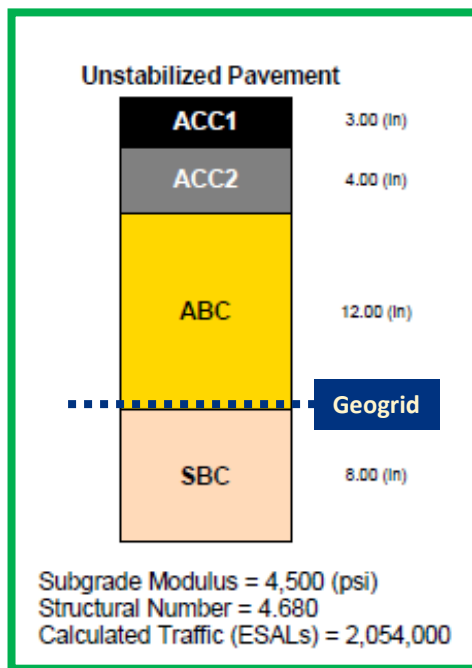 Unstabilized Pavement
ACC1 3.00 (in)
ACC2 4.00 (in)
ABC 12.00 (in)
Geogrid
SBC 8.00 (in)
Subgrade Modulus = 4,500 (psi)
Structural Number = 4.680
Calculated Traffic (ESALs) = 2,054,000